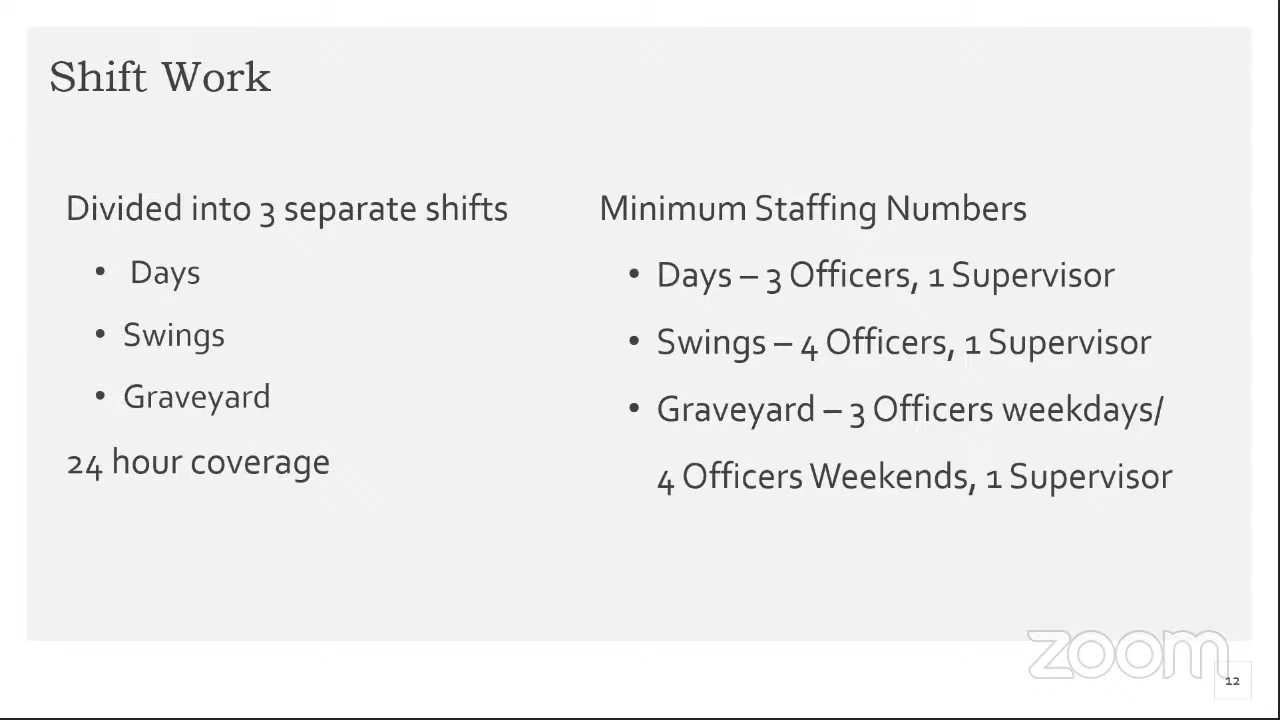 Shift Work
Divided into 3 separate shifts
• Days
• Swings
• Graveyard
24 hour coverage
Minimum Staffing Numbers
• Days – 3 Officers, 1 Supervisor
• Swings – 4 Officers, 1 Supervisor
• Graveyard – 3 Officers weekdays/
4 Officers Weekends, 1 Supervisor
zoom
12